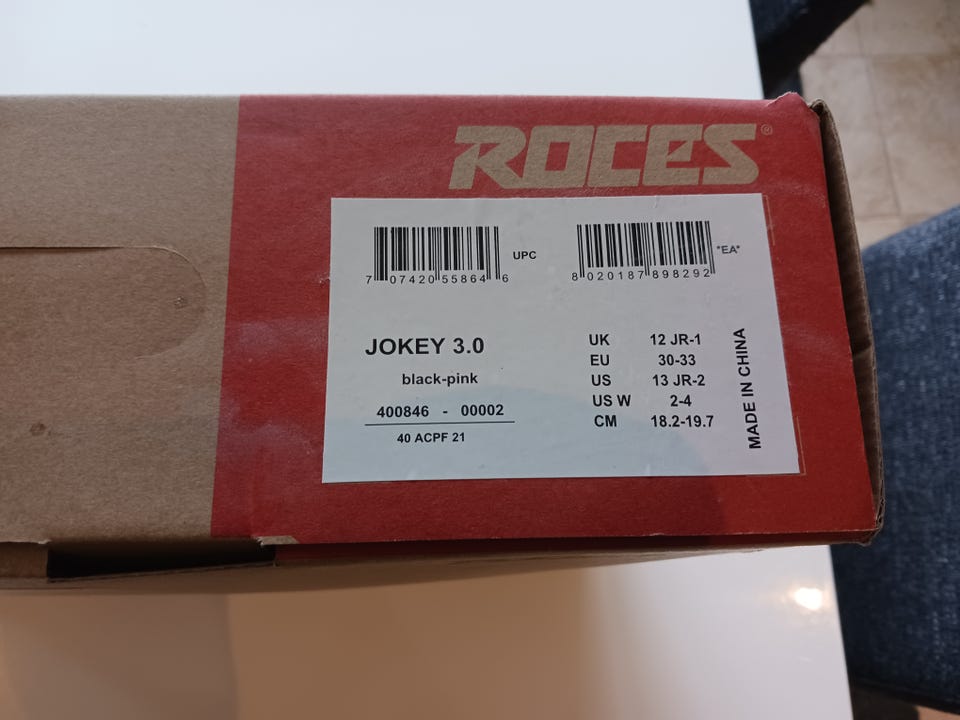 ROCES®
7 07420 55864 6 UPC
8 020187 898292 *EA*
JOKEY 3.0
black-pink
400846 - 00002
40 ACPF 21
UK 12 JR-1
EU 30-33
US 13 JR-2
US W 2-4
CM 18.2-19.7
MADE IN CHINA